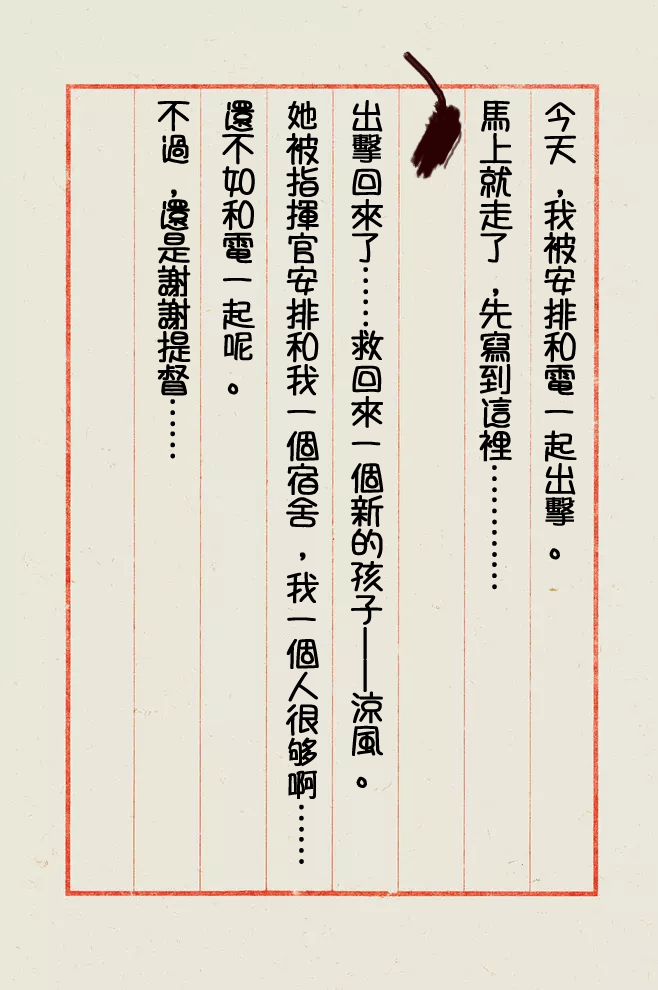 今天，我被安排和電一起出擊。
馬上就走了，先寫到這裡…………
出擊回來了……救回來一個新的孩子——涼風。
她被指揮官安排和我一個宿舍，我一個人很够啊……
還不如和電一起呢。
不過，還是謝謝提督……